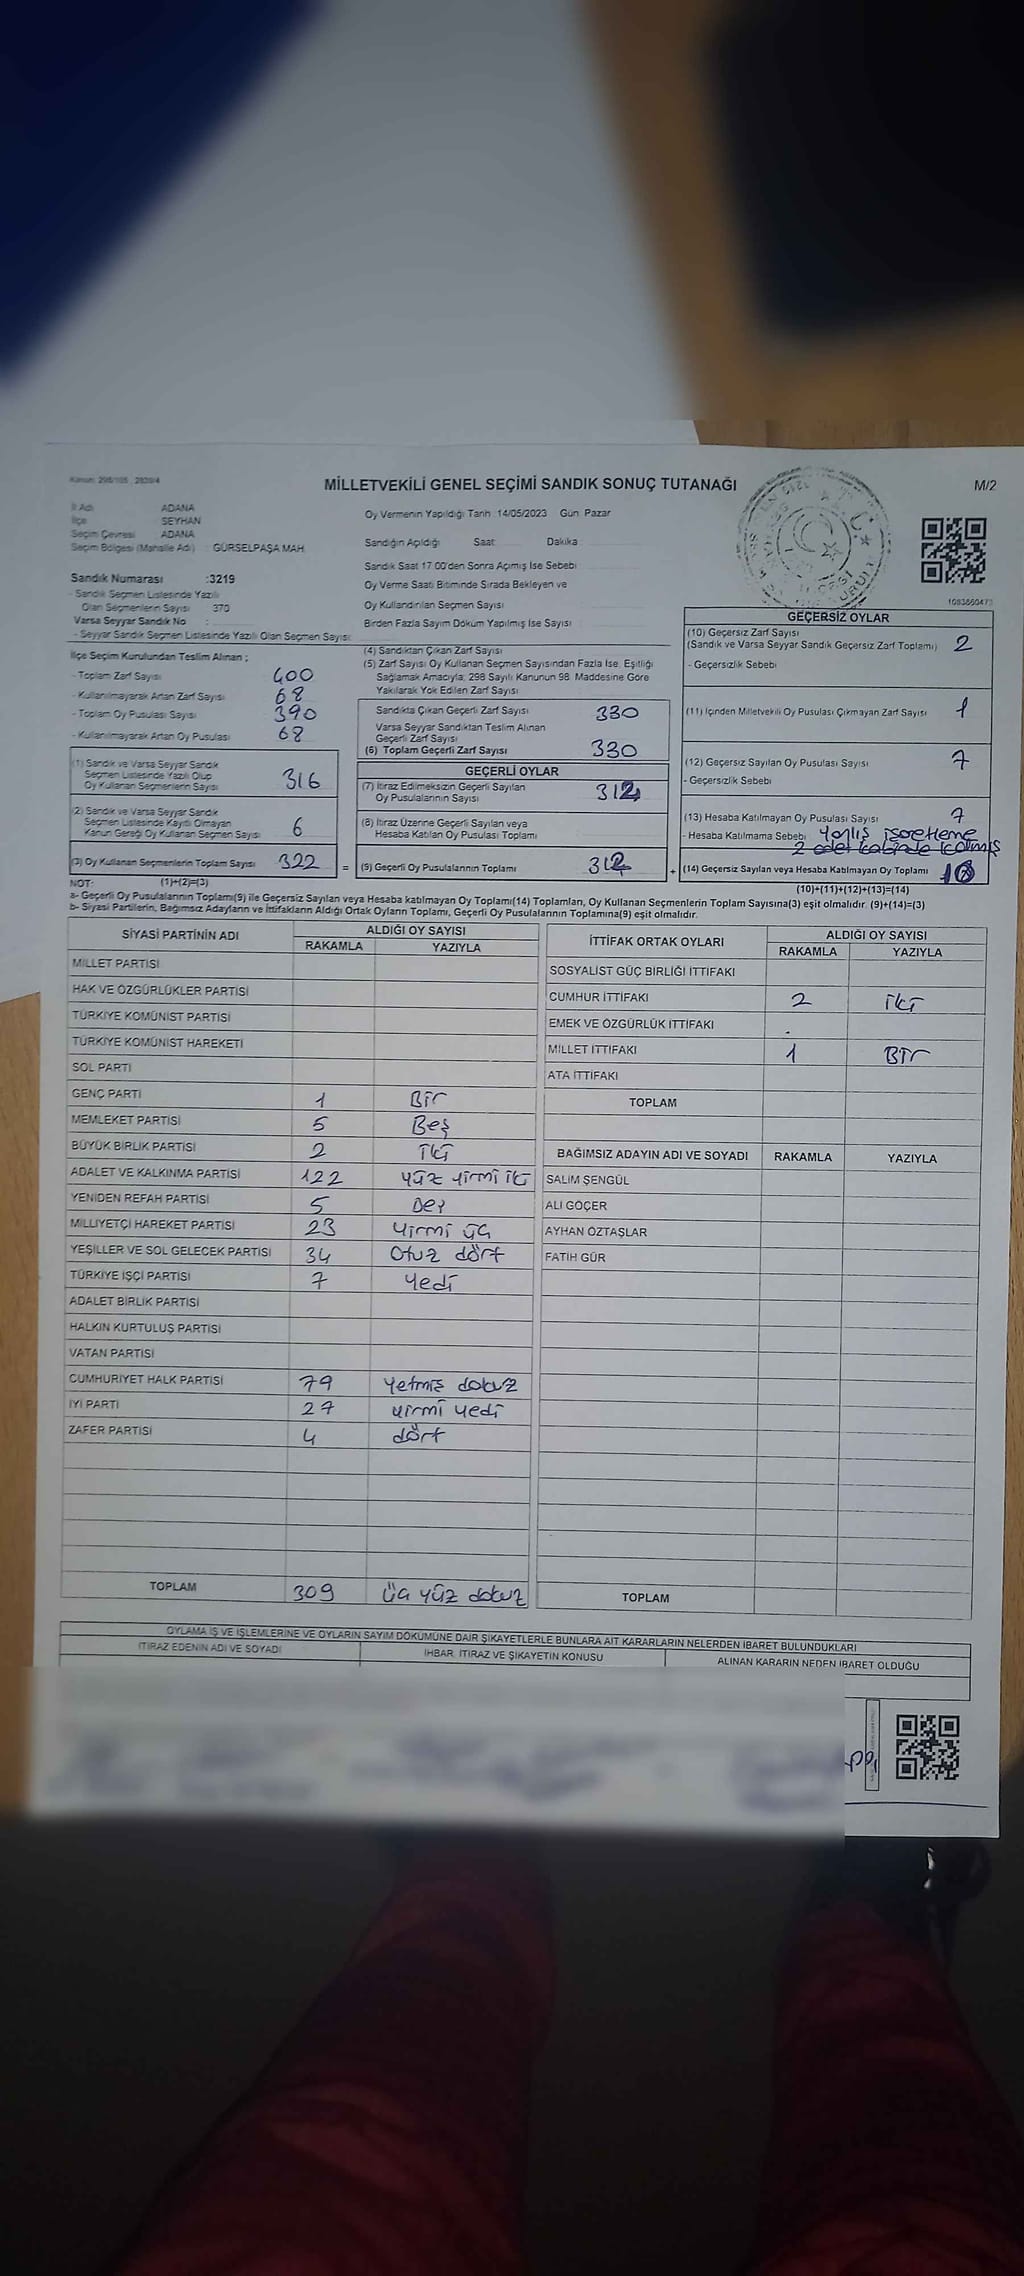 MİLLETVEKİLİ GENEL SEÇİMİ SANDIK SONUÇ TUTANAĞI
M/2
İl Adı ADANA
İlçe SEYHAN
Seçim Çevresi ADANA
Seçim Bölgesi (Mahalle Adı) : GÜRSELPAŞA MAH.
Sandık Numarası :3219
- Sandık Seçmen Listesinde Yazılı
Olan Seçmenlerin Sayısı 370
Varsa Seyyar Sandık No :
- Seyyar Sandık Seçmen Listesinde Yazılı Olan Seçmen Sayısı:
Oy Vermenin Yapıldığı Tarih :14/05/2023 Gün: Pazar
Sandığın Açıldığı Saat Dakika
Sandık Saat 17.00'den Sonra Açımış İse Sebebi
Oy Verme Saati Bitiminde Sırada Bekleyen ve
Oy Kullandırılan Seçmen Sayısı
Birden Fazla Sayım Döküm Yapılmış İse Sayısı
İlçe Seçim Kurulundan Teslim Alınan ;
- Toplam Zarf Sayısı 400
- Kullanılmayarak Artan Zarf Sayısı 68
- Toplam Oy Pusulası Sayısı 390
- Kullanılmayarak Artan Oy Pusulası 68
(1) Sandık ve Varsa Seyyar Sandık
Seçmen Listesinde Yazılı Olup
Oy Kullanan Seçmenlerin Sayısı 316
(2) Sandık ve Varsa Seyyar Sandık
Seçmen Listesinde Kayıtlı Olmayan
Kanun Gereği Oy Kullanan Seçmen Sayısı 6
(3) Oy Kullanan Seçmenlerin Toplam Sayısı 322
(1)+(2)=(3)
(4) Sandıktan Çıkan Zarf Sayısı
(5) Zarf Sayısı Oy Kullanan Seçmen Sayısından Fazla İse, Eşitliği
Sağlamak Amacıyla; 298 Sayılı Kanunun 98. Maddesine Göre
Yakılarak Yok Edilen Zarf Sayısı
Sandıkta Çıkan Geçerli Zarf Sayısı 330
Varsa Seyyar Sandıktan Teslim Alınan
Geçerli Zarf Sayısı
(6) Toplam Geçerli Zarf Sayısı 330
GEÇERLİ OYLAR
(7) İtiraz Edilmeksizin Geçerli Sayılan
Oy Pusulalarının Sayısı 312
(8) İtiraz Üzerine Geçerli Sayılan veya
Hesaba Katılan Oy Pusulası Toplamı
= (9) Geçerli Oy Pusulalarının Toplamı 312
GEÇERSİZ OYLAR
(10) Geçersiz Zarf Sayısı
(Sandık ve Varsa Seyyar Sandık Geçersiz Zarf Toplamı) 2
- Geçersizlik Sebebi
(11) İçinden Milletvekili Oy Pusulası Çıkmayan Zarf Sayısı 1
(12) Geçersiz Sayılan Oy Pusulası Sayısı 7
- Geçersizlik Sebebi
(13) Hesaba Katılmayan Oy Pusulası Sayısı 7
- Hesaba Katılmama Sebebi Yanlış işaretleme
2 adet kabinde kalmış
+ (14) Geçersiz Sayılan veya Hesaba Katılmayan Oy Toplamı
(10)+(11)+(12)+(13)=(14)
NOT:
a- Geçerli Oy Pusulalarının Toplamı(9) ile Geçersiz Sayılan veya Hesaba katılmayan Oy Toplamı(14) Toplamları, Oy Kullanan Seçmenlerin Toplam Sayısına(3) eşit olmalıdır. (9)+(14)=(3)
b- Siyasi Partilerin, Bağımsız Adayların ve İttifakların Aldığı Ortak Oyların Toplamı, Geçerli Oy Pusulalarının Toplamına(9) eşit olmalıdır.
SİYASİ PARTİNİN ADI ALDIĞI OY SAYISI
RAKAMLA YAZIYLA
MİLLET PARTİSİ
HAK VE ÖZGÜRLÜKLER PARTİSİ
TÜRKİYE KOMÜNİST PARTİSİ
TÜRKİYE KOMÜNİST HAREKETİ
SOL PARTİ
GENÇ PARTİ 1 Bir
MEMLEKET PARTİSİ 5 Beş
BÜYÜK BİRLİK PARTİSİ 2 iki
ADALET VE KALKINMA PARTİSİ 122 yüz yirmi iki
YENİDEN REFAH PARTİSİ 5 Beş
MİLLİYETÇİ HAREKET PARTİSİ 23 yirmi üç
YEŞİLLER VE SOL GELECEK PARTİSİ 34 Otuz dört
TÜRKİYE İŞÇİ PARTİSİ 7 yedi
ADALET BİRLİK PARTİSİ
HALKIN KURTULUŞ PARTİSİ
VATAN PARTİSİ
CUMHURİYET HALK PARTİSİ 79 yetmiş dokuz
İYİ PARTİ 27 yirmi yedi
ZAFER PARTİSİ 4 dört
TOPLAM 309 üç yüz dokuz
İTTİFAK ORTAK OYLARI ALDIĞI OY SAYISI
RAKAMLA YAZIYLA
SOSYALİST GÜÇ BİRLİĞİ İTTİFAKI
CUMHUR İTTİFAKI 2 iki
EMEK VE ÖZGÜRLÜK İTTİFAKI
MİLLET İTTİFAKI 1 Bir
ATA İTTİFAKI
TOPLAM
BAĞIMSIZ ADAYIN ADI VE SOYADI RAKAMLA YAZIYLA
SALİM ŞENGÜL
ALİ GÖÇER
AYHAN ÖZTAŞLAR
FATİH GÜR
TOPLAM
OYLAMA İŞ VE İŞLEMLERİNE VE OYLARIN SAYIM DÖKÜMÜNE DAİR ŞİKAYETLERLE BUNLARA AİT KARARLARIN NELERDEN İBARET BULUNDUKLARI
İTİRAZ EDENİN ADI VE SOYADI İHBAR, İTİRAZ VE ŞİKAYETİN KONUSU ALINAN KARARIN NEDEN İBARET OLDUĞU